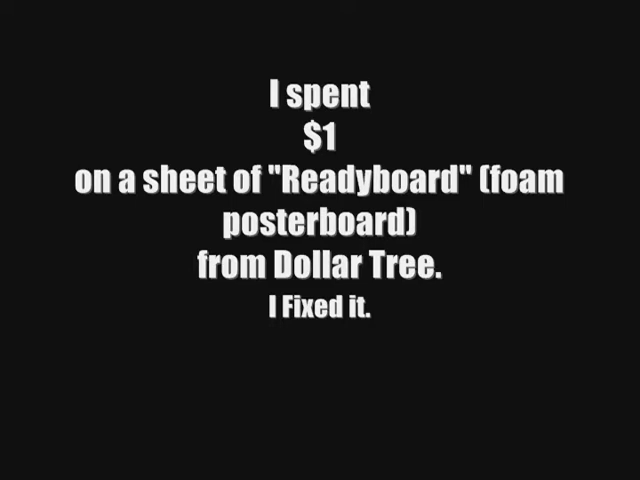 I spent
$1
on a sheet of "Readyboard" (foam
posterboard)
from Dollar Tree.
I Fixed it.